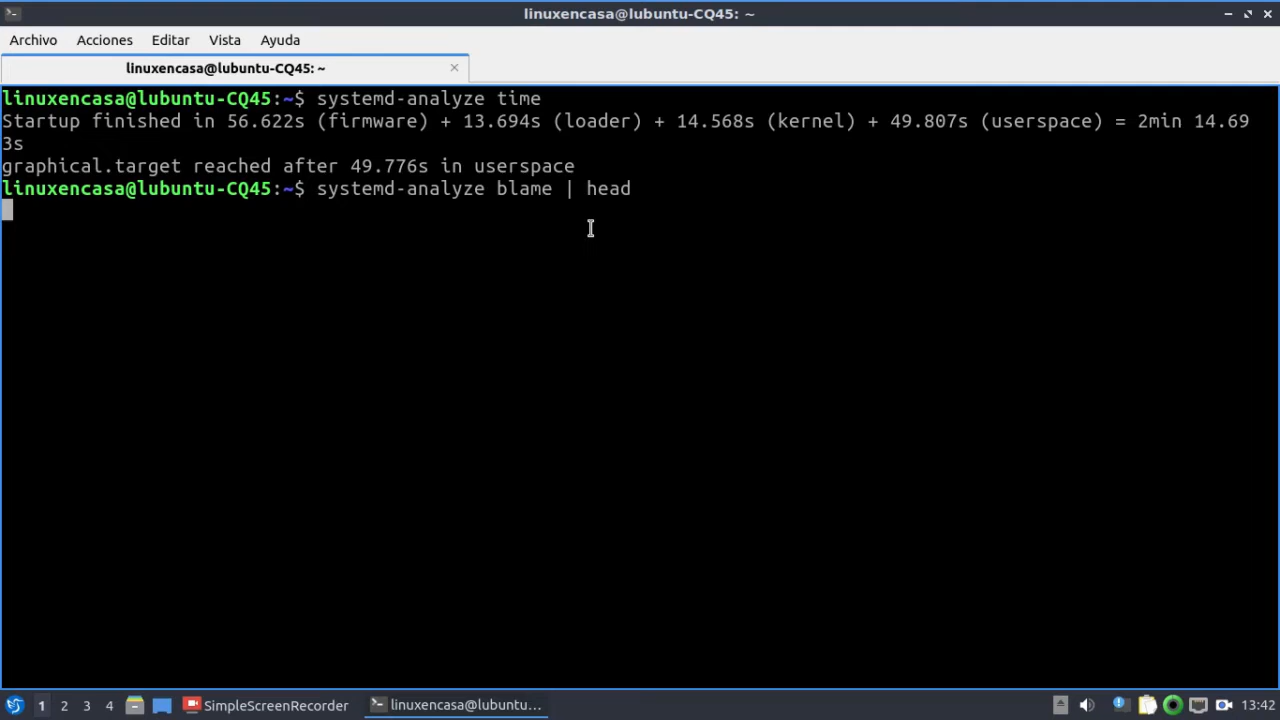 linuxencasa@lubuntu-CQ45: ~
Archivo Acciones Editar Vista Ayuda
linuxencasa@lubuntu-CQ45: ~
linuxencasa@lubuntu-CQ45:~$ systemd-analyze time
Startup finished in 56.622s (firmware) + 13.694s (loader) + 14.568s (kernel) + 49.807s (userspace) = 2min 14.69
3s
graphical.target reached after 49.776s in userspace
linuxencasa@lubuntu-CQ45:~$ systemd-analyze blame | head
1 2 3 4 SimpleScreenRecorder linuxencasa@lubuntu-... 13:42